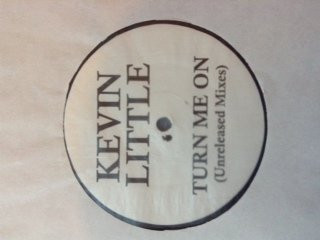 KEVIN
LITTLE
TURN ME ON
(Unreleased Mixes)